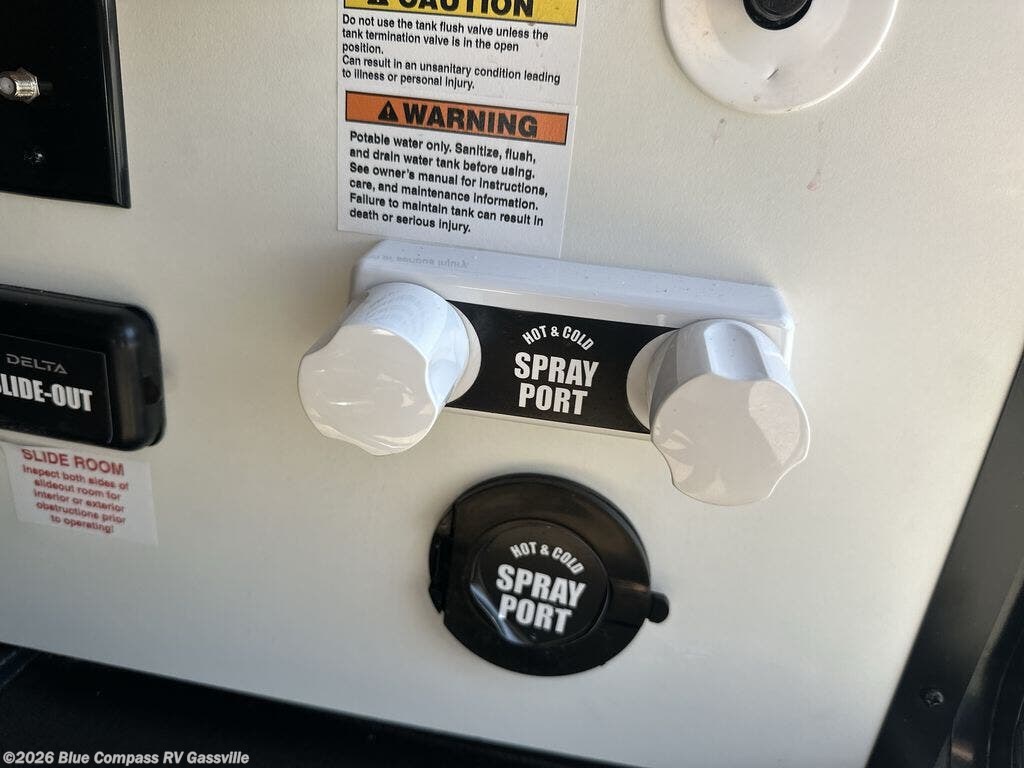 CAUTION
Do not use the tank flush valve unless the
tank termination valve is in the open
position.
Can result in an unsanitary condition leading
to illness or personal injury.
WARNING
Potable water only. Sanitize, flush,
and drain water tank before using.
See owner's manual for instructions,
care, and maintenance information.
Failure to maintain tank can result in
death or serious injury.
HOT & COLD
SPRAY
PORT
DELTA
SLIDE-OUT
SLIDE ROOM
Inspect both sides of
slideout room for
interior or exterior
obstructions prior
to operating!
HOT & COLD
SPRAY
PORT
©2026 Blue Compass RV Gassville